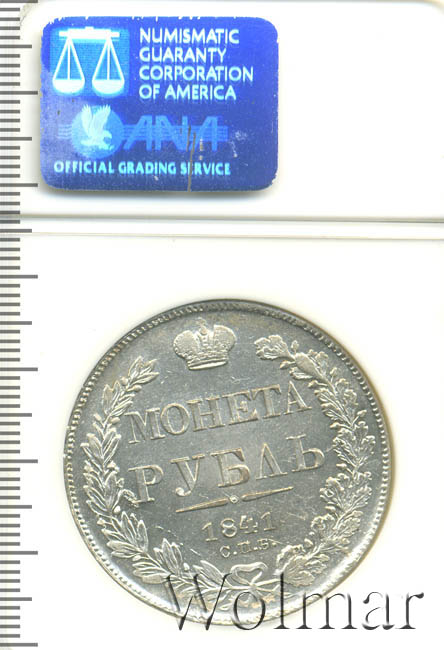 NUMISMATIC
GUARANTY
CORPORATION
OF AMERICA
ANA
OFFICIAL GRADING SERVICE
МОНЕТА
РУБЛЬ
1841
С.П.Б.
Wolmar